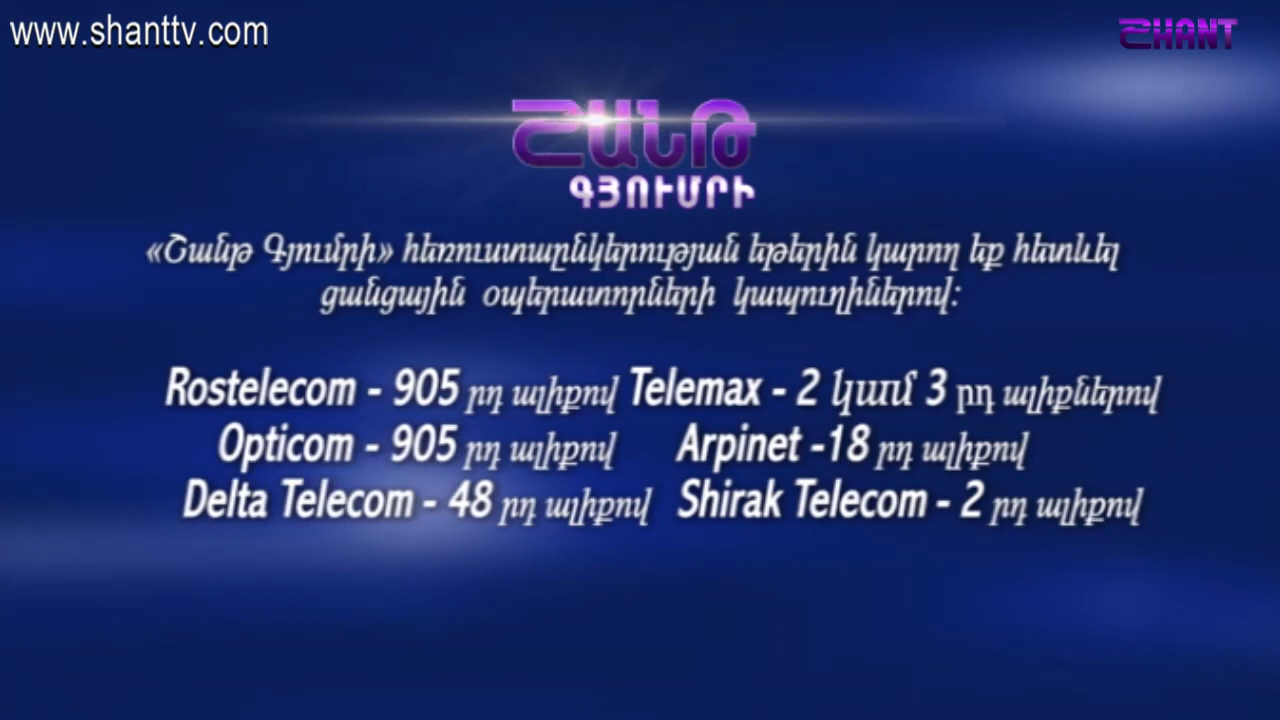 www.shanttv.com
SHANT
ՇԱՆԹ
ԳՅՈՒՄՐԻ
«Շանթ Գյումրի» հեռուստաընկերության եթերին կարող եք հետևել
ցանցային օպերատորների կապուղիներով:
Rostelecom - 905 րդ ալիքով Telemax - 2 կամ 3 րդ ալիքներով
Opticom - 905 րդ ալիքով Arpinet -18 րդ ալիքով
Delta Telecom - 48 րդ ալիքով Shirak Telecom - 2 րդ ալիքով